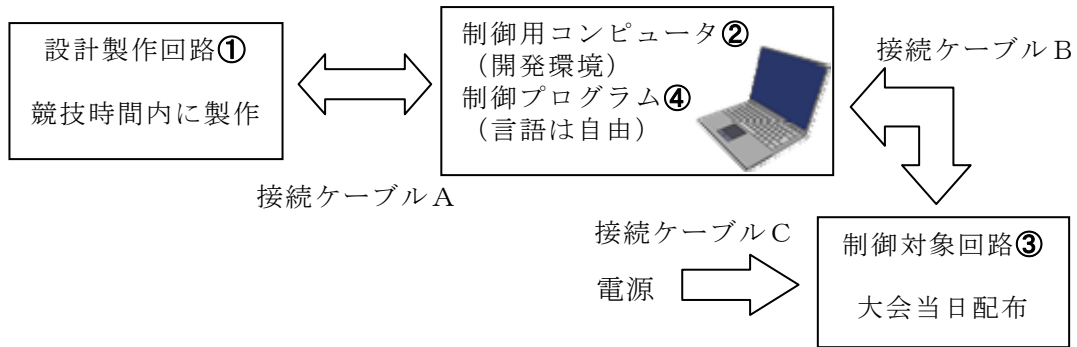 設計製作回路①
競技時間内に製作
制御用コンピュータ②
（開発環境）
制御プログラム④
（言語は自由）
接続ケーブルB
接続ケーブルA
接続ケーブルC
電源
制御対象回路③
大会当日配布